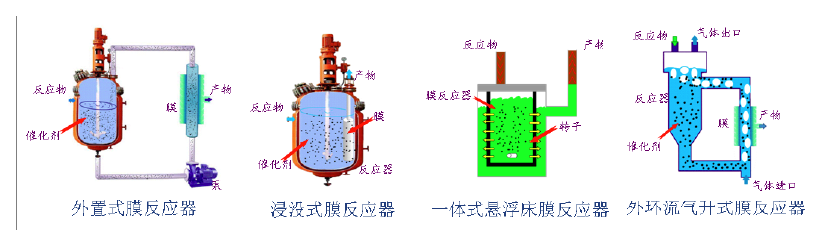 反应物
产物
膜
催化剂
泵
外置式膜反应器
产物
反应物
膜
催化剂
反应器
浸没式膜反应器
反应物
产物
膜反应器
转子
一体式悬浮床膜反应器
反应物
气体出口
反应器
膜
产物
催化剂
气体进口
外环流气升式膜反应器